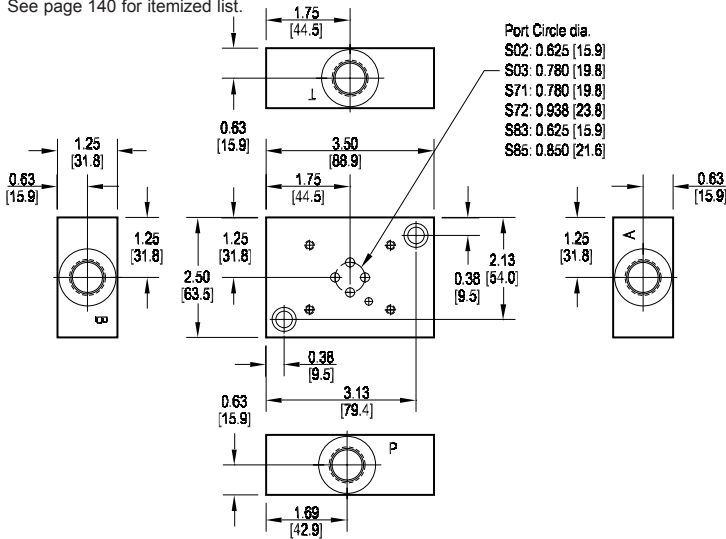 See page 140 for itemized list.
1.75
[44.5]
Port Circle dia.
S02: 0.625 [15.9]
S03: 0.780 [19.8]
S71: 0.780 [19.8]
S72: 0.938 [23.8]
S83: 0.625 [15.9]
S85: 0.850 [21.6]
T
0.63
[15.9]
1.25
[31.8]
3.50
[88.9]
0.63
[15.9]
1.75
[44.5]
0.63
[15.9]
1.25
[31.8]
2.50
[63.5]
1.25
[31.8]
0.38
[9.5]
2.13
[54.0]
1.25
[31.8]
A
B
0.38
[9.5]
0.63
[15.9]
3.13
[79.4]
P
1.69
[42.9]